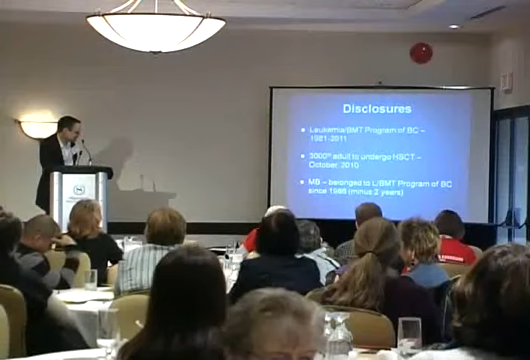 Disclosures
Leukemia/BMT Program of BC –
1981-2011
3000th adult to undergo HSCT –
October, 2010
MB – belonged to L/BMT Program of BC
since 1986 (minus 2 years)